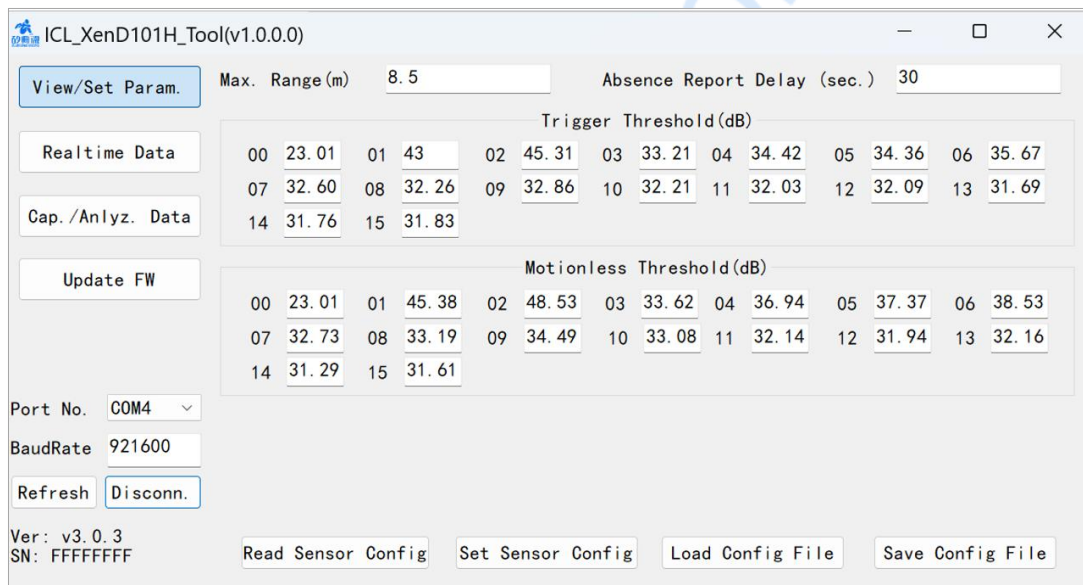 矽典微 ICL_XenD101H_Tool(v1.0.0.0)
View/Set Param.
Max. Range(m) 8.5 Absence Report Delay (sec.) 30
Trigger Threshold(dB)
Realtime Data
00 23.01 01 43 02 45.31 03 33.21 04 34.42 05 34.36 06 35.67
07 32.60 08 32.26 09 32.86 10 32.21 11 32.03 12 32.09 13 31.69
Cap./Anlyz. Data
14 31.76 15 31.83
Update FW
Motionless Threshold(dB)
00 23.01 01 45.38 02 48.53 03 33.62 04 36.94 05 37.37 06 38.53
07 32.73 08 33.19 09 34.49 10 33.08 11 32.14 12 31.94 13 32.16
14 31.29 15 31.61
Port No. COM4
BaudRate 921600
Refresh Disconn.
Ver: v3.0.3
SN: FFFFFFFF
Read Sensor Config Set Sensor Config Load Config File Save Config File